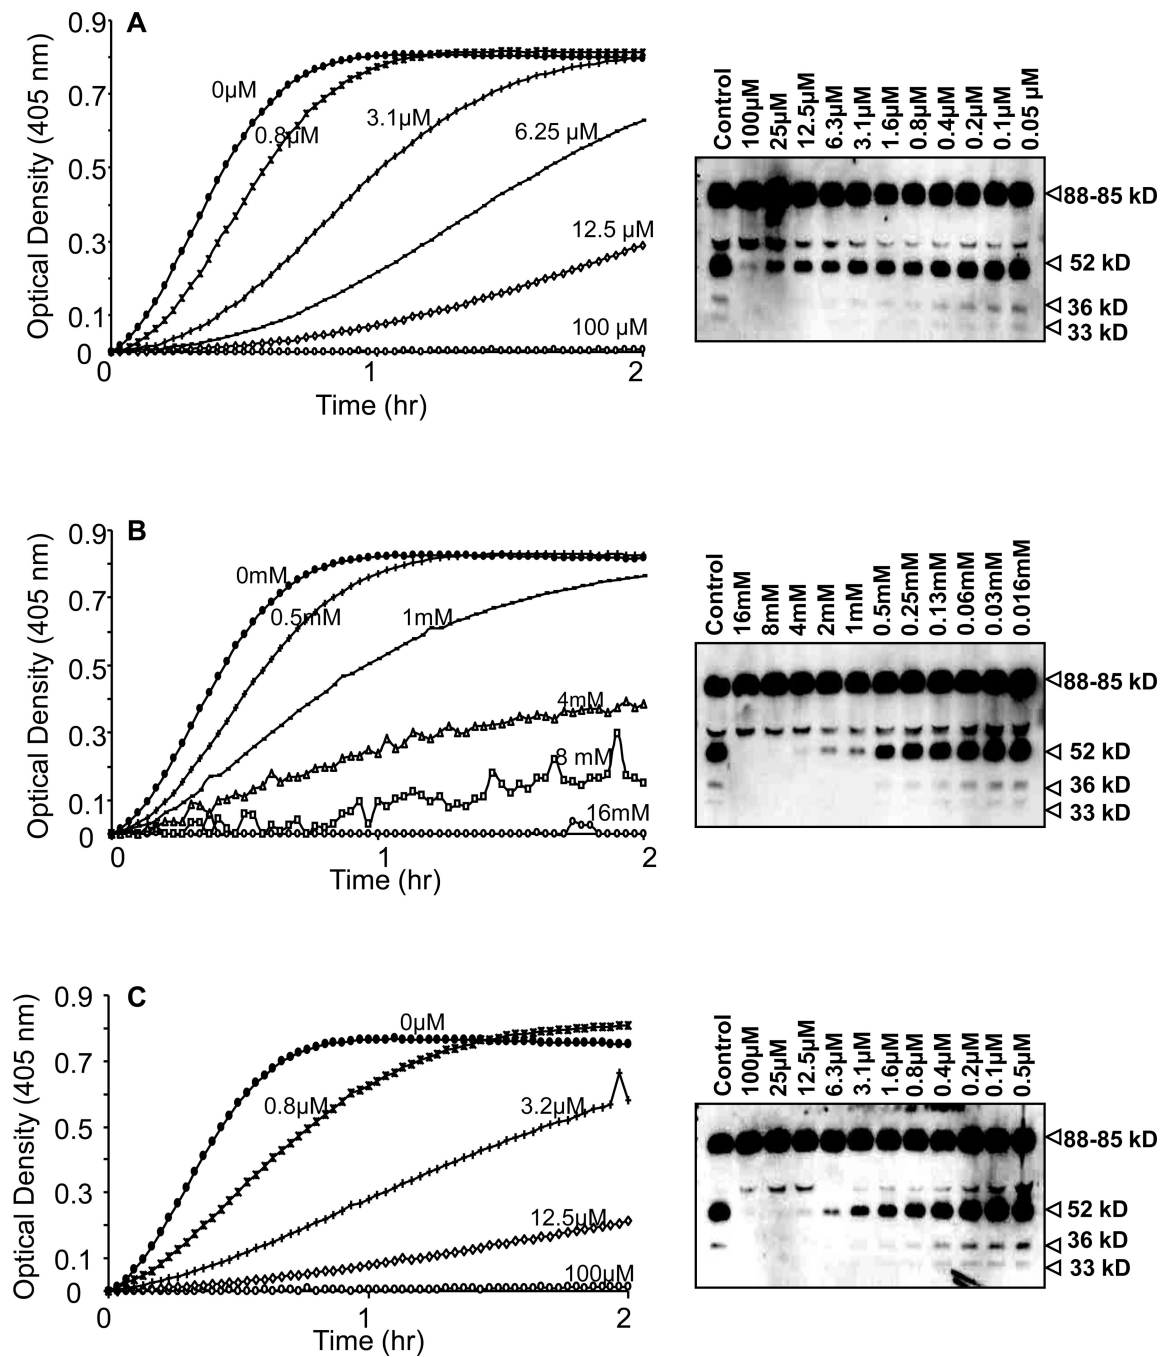 A
0.9
0.7
0.5
0.3
0.1
0
Optical Density (405 nm)
0µM
0.8µM
3.1µM
6.25 µM
12.5 µM
100 µM
0 1 2
Time (hr)
Control 100µM 25µM 12.5µM 6.3µM 3.1µM 1.6µM 0.8µM 0.4µM 0.2µM 0.1µM 0.05 µM
88-85 kD
52 kD
36 kD
33 kD
B
0.9
0.7
0.5
0.3
0.1
0
Optical Density (405 nm)
0mM
0.5mM
1mM
4mM
8 mM
16mM
0 1 2
Time (hr)
Control 16mM 8mM 4mM 2mM 1mM 0.5mM 0.25mM 0.13mM 0.06mM 0.03mM 0.016mM
88-85 kD
52 kD
36 kD
33 kD
C
0.9
0.7
0.5
0.3
0.1
0
Optical Density (405 nm)
0µM
0.8µM
3.2µM
12.5µM
100µM
0 1 2
Time (hr)
Control 100µM 25µM 12.5µM 6.3µM 3.1µM 1.6µM 0.8µM 0.4µM 0.2µM 0.1µM 0.5µM
88-85 kD
52 kD
36 kD
33 kD